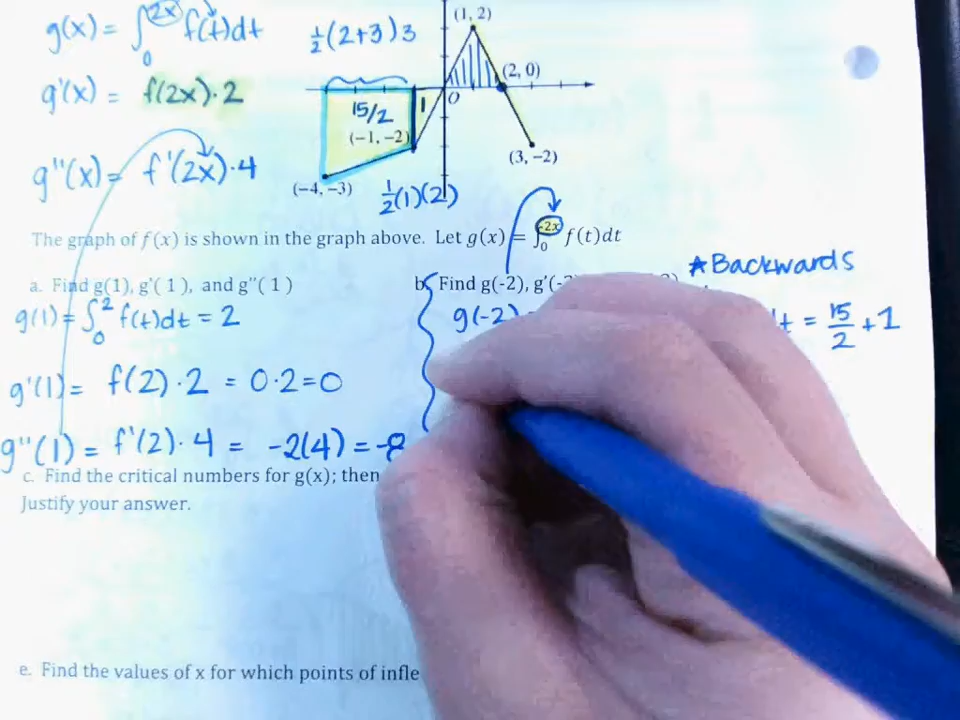 g(x) = ∫₀^2x f(t)dt
½(2+3)3
(1, 2)
g'(x) = f(2x)·2
(2, 0)
O
15/2
1
(−1, −2)
g"(x) = f'(2x)·4
(3, −2)
(−4, −3)
½(1)(2)
The graph of f(x) is shown in the graph above. Let g(x) = ∫₀^2x f(t)dt
a. Find g(1), g'( 1 ), and g"( 1 )
b. Find g(-2), g'(-
★Backwards
g(1) = ∫₀^2 f(t)dt = 2
g(-2)
t = 15/2 + 1
g'(1) = f(2)·2 = 0·2 = 0
g"(1) = f'(2)·4 = -2(4) = -8
c. Find the critical numbers for g(x); then
Justify your answer.
e. Find the values of x for which points of infle